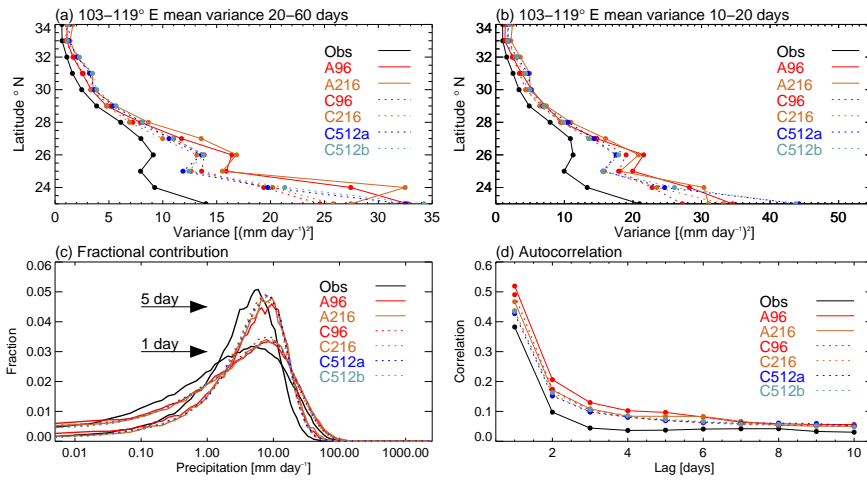 (a) 103-119° E mean variance 20-60 days
34
32
30
28
26
24
Latitude ° N
0 5 10 15 20 25 30 35
Variance [(mm day⁻¹)²]
Obs
A96
A216
C96
C216
C512a
C512b
(b) 103-119° E mean variance 10-20 days
34
32
30
28
26
24
Latitude ° N
0 10 20 30 40 50
Variance [(mm day⁻¹)²]
Obs
A96
A216
C96
C216
C512a
C512b
(c) Fractional contribution
0.06
0.05
0.04
0.03
0.02
0.01
0.00
Fraction
5 day
1 day
0.01 0.10 1.00 10.00 100.00 1000.00
Precipitation [mm day⁻¹]
Obs
A96
A216
C96
C216
C512a
C512b
(d) Autocorrelation
0.6
0.5
0.4
0.3
0.2
0.1
0.0
Correlation
2 4 6 8 10
Lag [days]
Obs
A96
A216
C96
C216
C512a
C512b